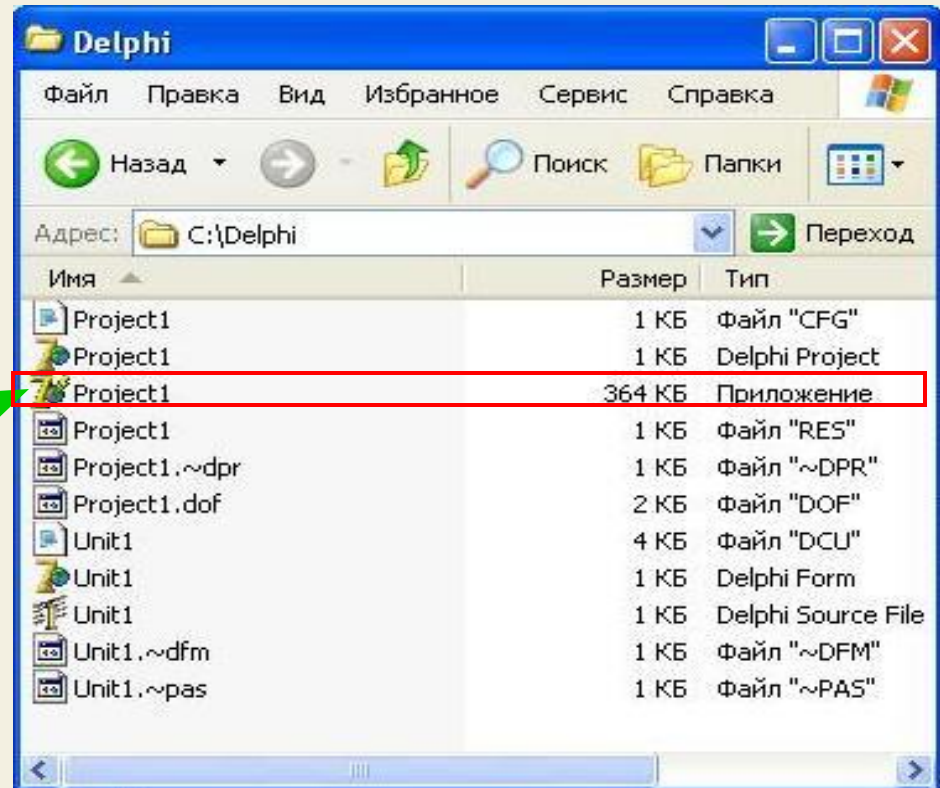 Delphi
Файл Правка Вид Избранное Сервис Справка
Назад Поиск Папки
Адрес: C:\Delphi Переход
Имя Размер Тип
Project1 1 КБ Файл "CFG"
Project1 1 КБ Delphi Project
Project1 364 КБ Приложение
Project1 1 КБ Файл "RES"
Project1.~dpr 1 КБ Файл "~DPR"
Project1.dof 2 КБ Файл "DOF"
Unit1 4 КБ Файл "DCU"
Unit1 1 КБ Delphi Form
Unit1 1 КБ Delphi Source File
Unit1.~dfm 1 КБ Файл "~DFM"
Unit1.~pas 1 КБ Файл "~PAS"